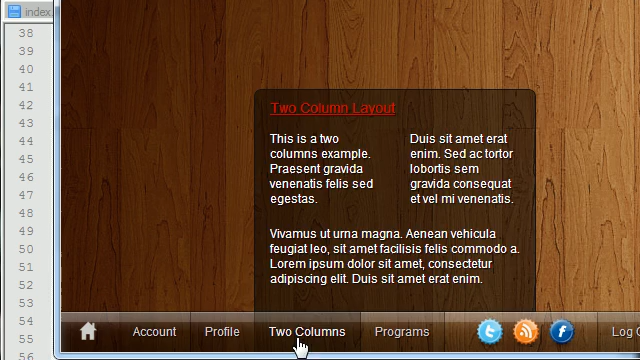 index.
38
39
40
41
42
43
44
45
46
47
48
49
50
51
52
53
54
55
Two Column Layout
This is a two
columns example.
Praesent gravida
venenatis felis sed
egestas.
Duis sit amet erat
enim. Sed ac tortor
lobortis sem
gravida consequat
et vel mi venenatis.
Vivamus ut urna magna. Aenean vehicula
feugiat leo, sit amet facilisis felis commodo a.
Lorem ipsum dolor sit amet, consectetur
adipiscing elit. Duis sit amet erat enim.
Account Profile Two Columns Programs Log